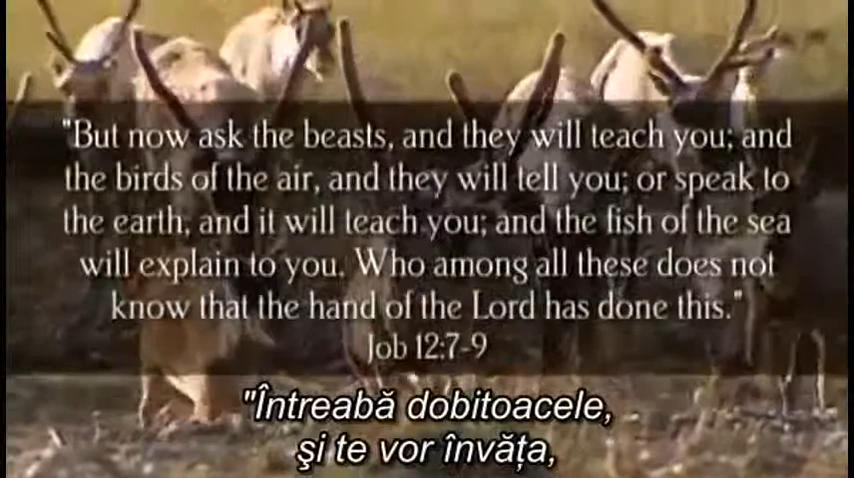 "But now ask the beasts, and they will teach you; and
the birds of the air, and they will tell you; or speak to
the earth, and it will teach you; and the fish of the sea
will explain to you. Who among all these does not
know that the hand of the Lord has done this."
Job 12:7-9
"Întreabă dobitoacele,
şi te vor învăţa,